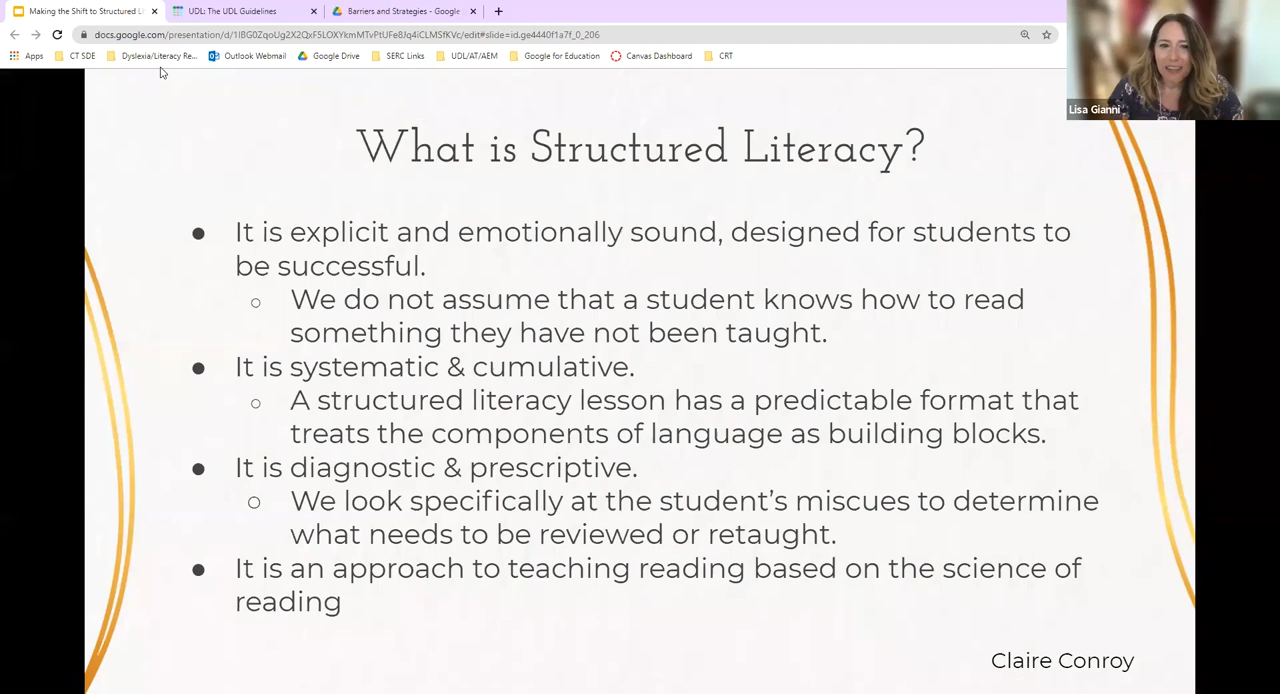 Making the Shift to Structured Li
UDL: The UDL Guidelines
Barriers and Strategies - Google
docs.google.com/presentation/d/1IBG0ZqoUg2X2QxF5LOXYkmMTvPtUFe8Jq4iCLMSfKVc/edit#slide=id.ge4440f1a7f_0_206
Apps
CT SDE
Dyslexia/Literacy Re...
Outlook Webmail
Google Drive
SERC Links
UDL/AT/AEM
Google for Education
Canvas Dashboard
CRT
Lisa Gianni
What is Structured Literacy?
● It is explicit and emotionally sound, designed for students to
be successful.
○ We do not assume that a student knows how to read
something they have not been taught.
● It is systematic & cumulative.
○ A structured literacy lesson has a predictable format that
treats the components of language as building blocks.
● It is diagnostic & prescriptive.
○ We look specifically at the student’s miscues to determine
what needs to be reviewed or retaught.
● It is an approach to teaching reading based on the science of
reading
Claire Conroy